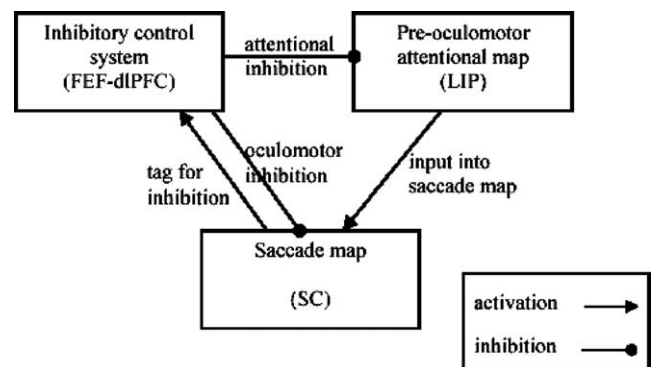 Inhibitory control
system
(FEF-dlPFC)
attentional
inhibition
Pre-oculomotor
attentional map
(LIP)
tag for
inhibition
oculomotor
inhibition
input into
saccade map
Saccade map
(SC)
activation
inhibition